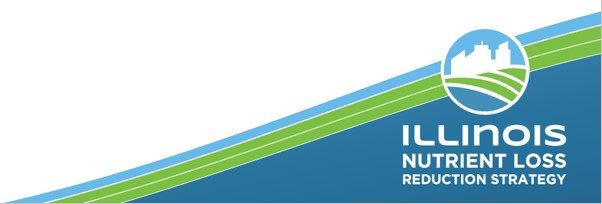 ILLINOIS
NUTRIENT LOSS
REDUCTION STRATEGY